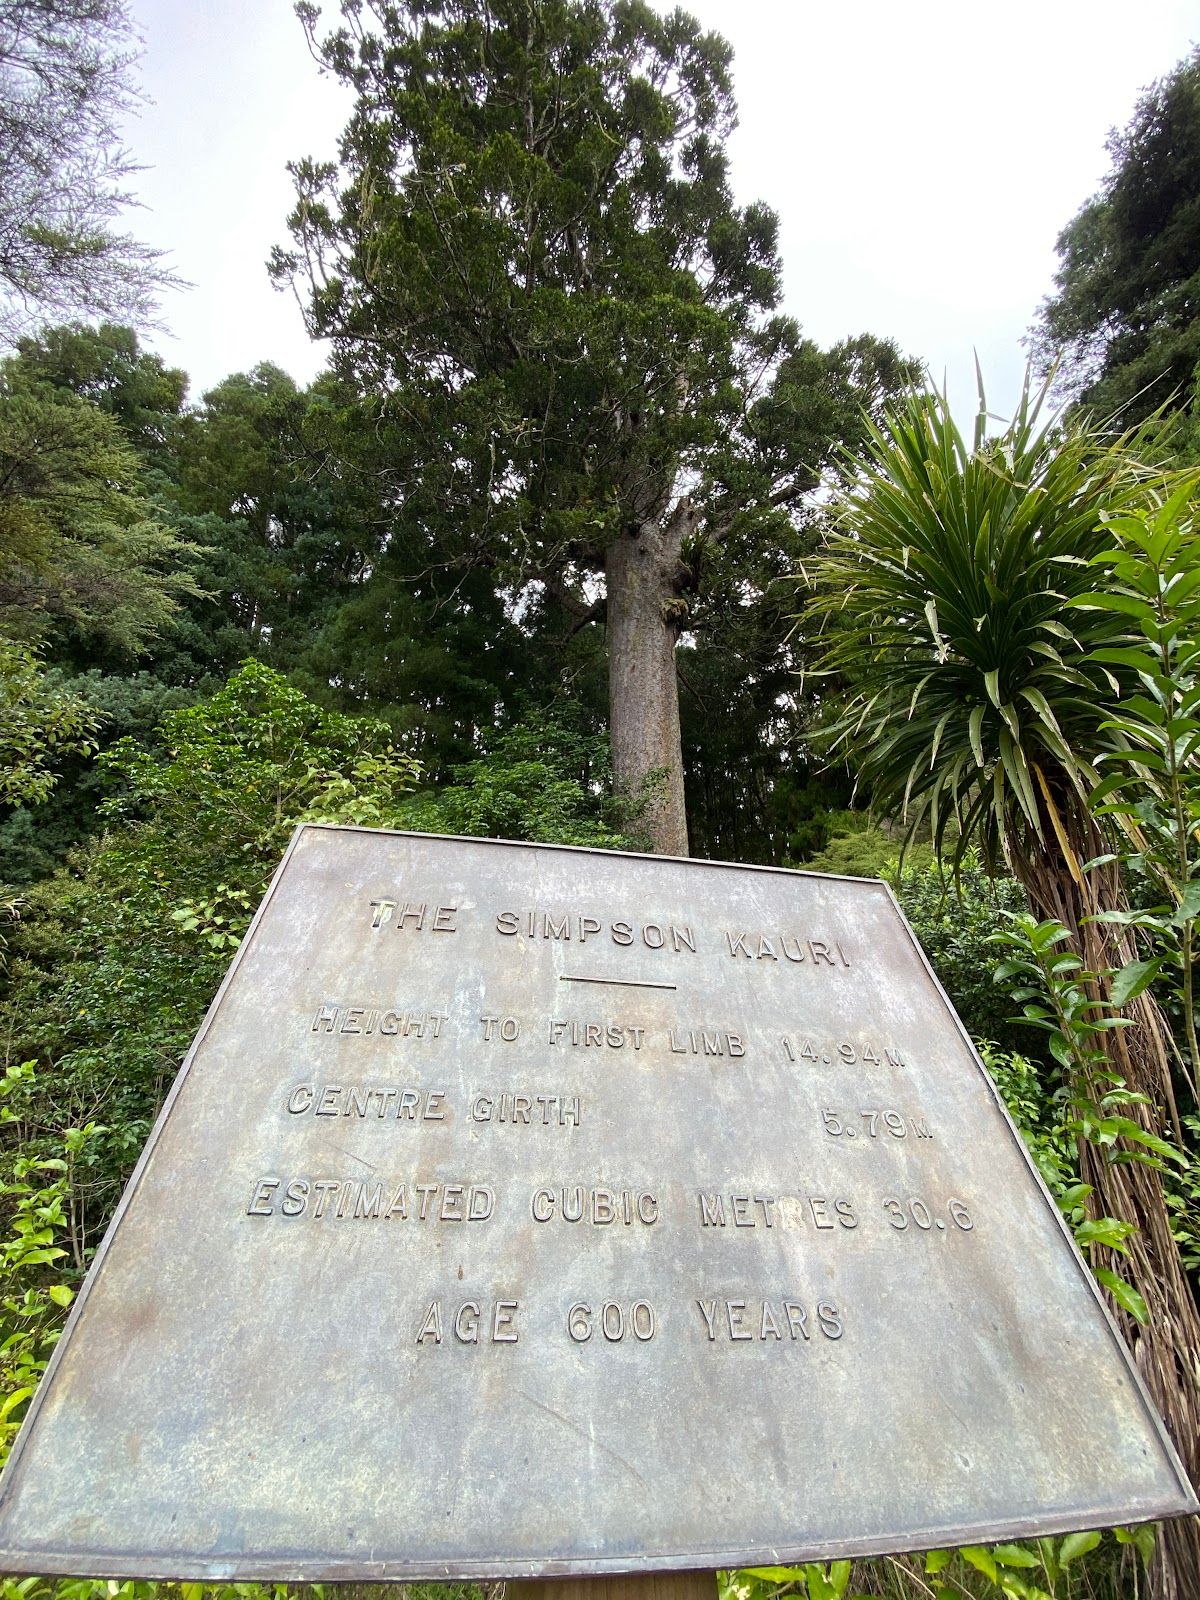 THE SIMPSON KAURI
HEIGHT TO FIRST LIMB 14.94M
CENTRE GIRTH 5.79M
ESTIMATED CUBIC METRES 30.6
AGE 600 YEARS